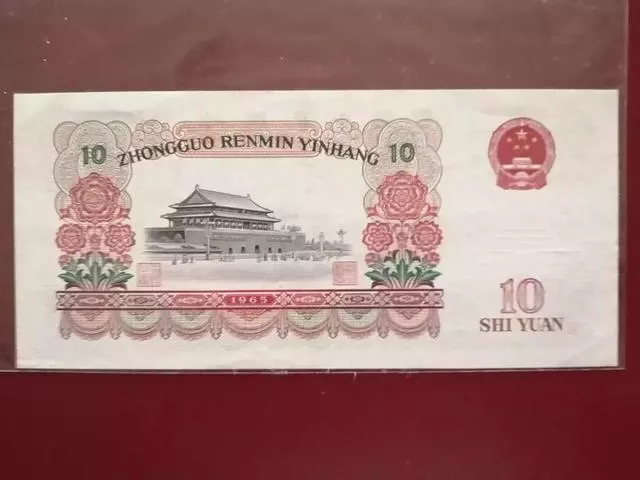 10 ZHONGGUO RENMIN YINHANG 10
1965
10
SHI YUAN